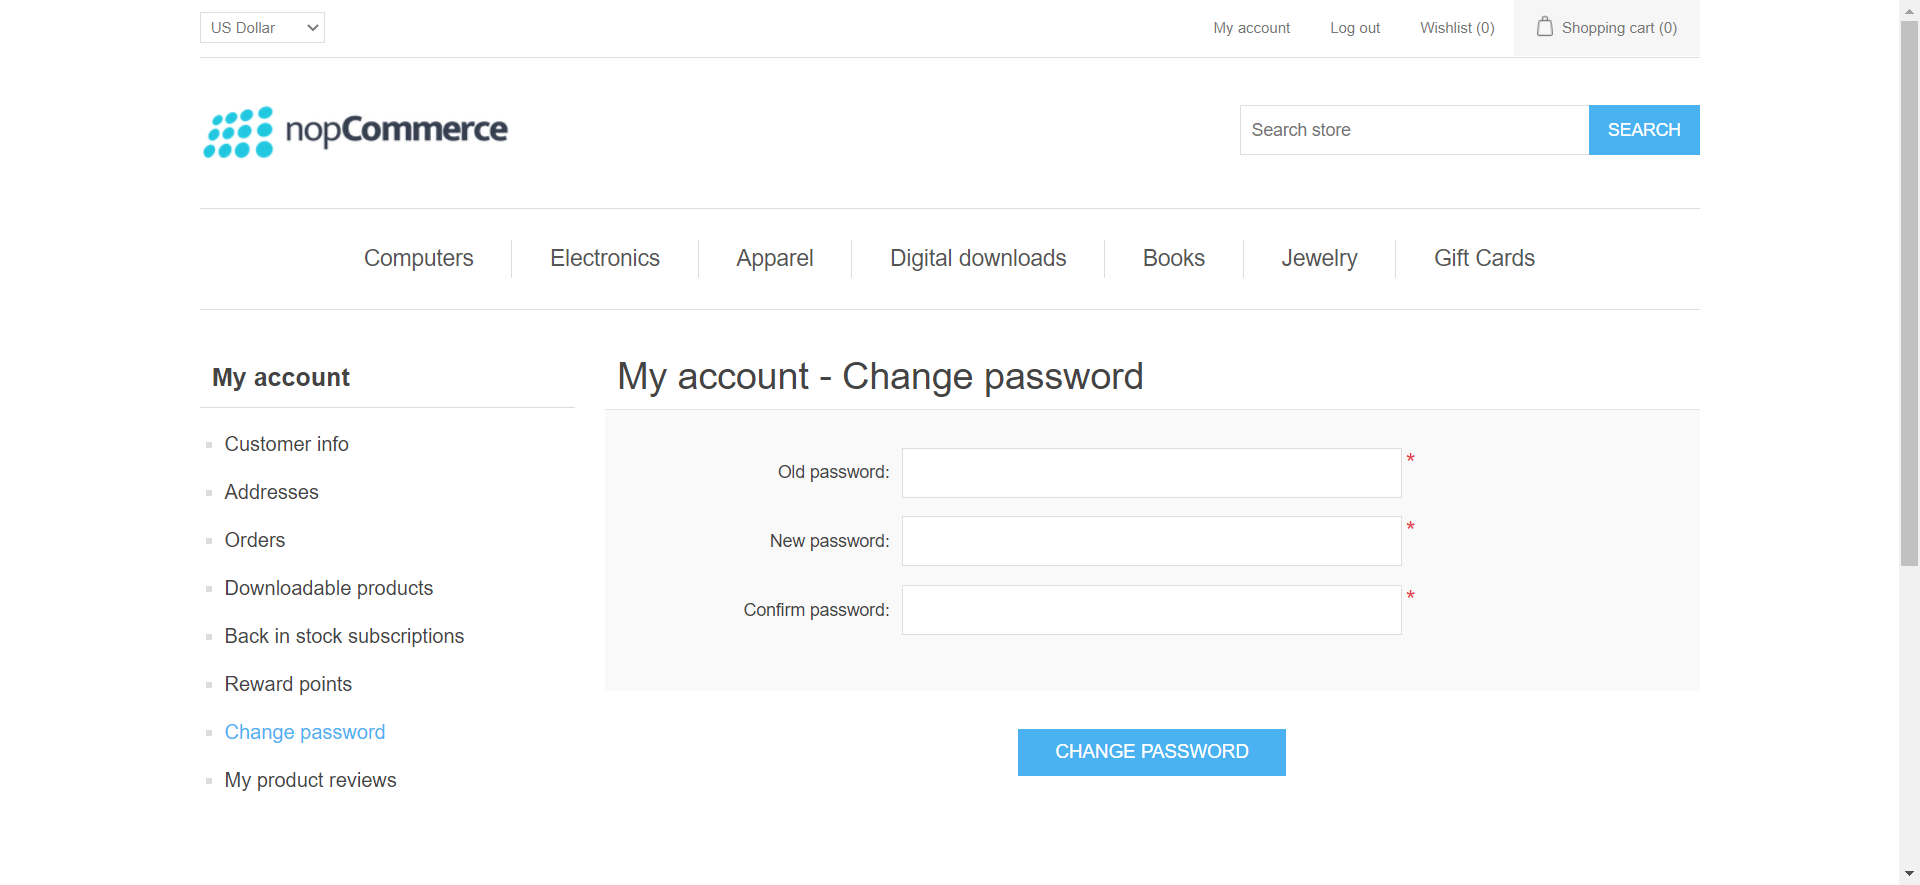 US Dollar
My account
Log out
Wishlist (0)
Shopping cart (0)
nopCommerce
Search store
SEARCH
Computers
Electronics
Apparel
Digital downloads
Books
Jewelry
Gift Cards
My account
Customer info
Addresses
Orders
Downloadable products
Back in stock subscriptions
Reward points
Change password
My product reviews
My account - Change password
Old password: *
New password: *
Confirm password: *
CHANGE PASSWORD